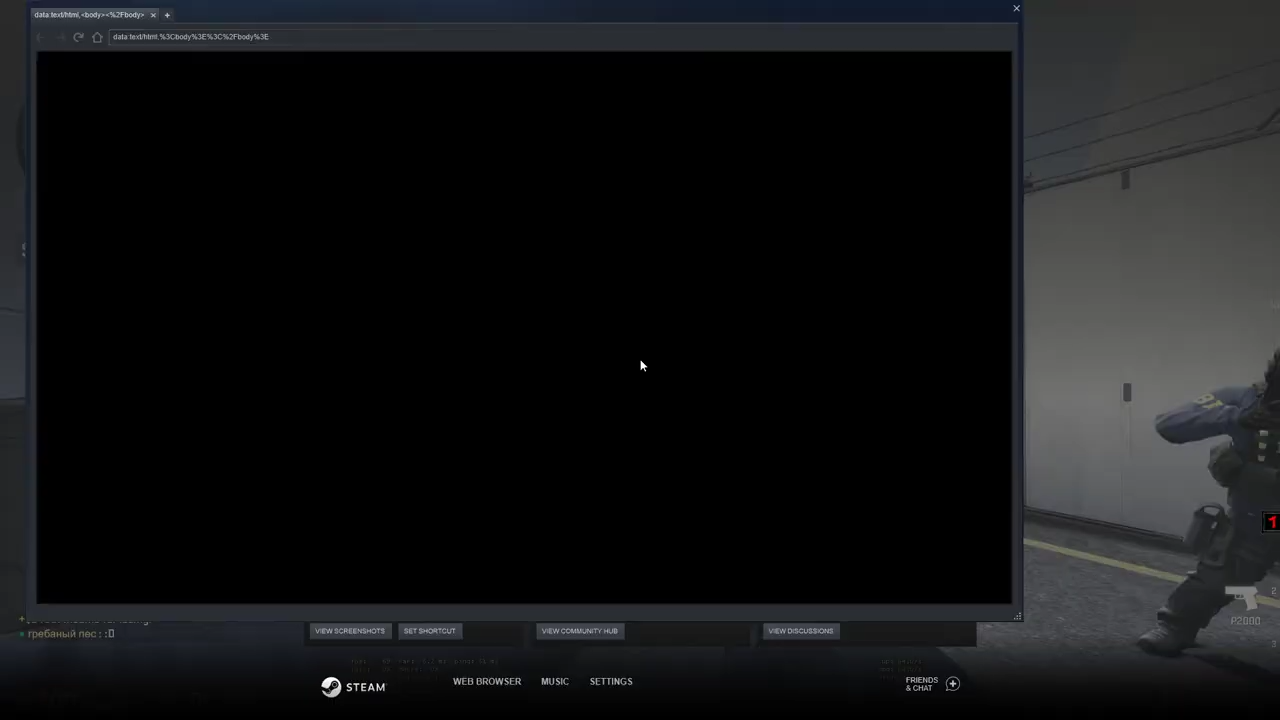 data:text/html,<body><%2Fbody>
data:text/html,%3Cbody%3E%3C%2Fbody%3E
гребаный пес : :
VIEW SCREENSHOTS
SET SHORTCUT
VIEW COMMUNITY HUB
VIEW DISCUSSIONS
STEAM
WEB BROWSER
MUSIC
SETTINGS
FRIENDS
& CHAT
1
P2000